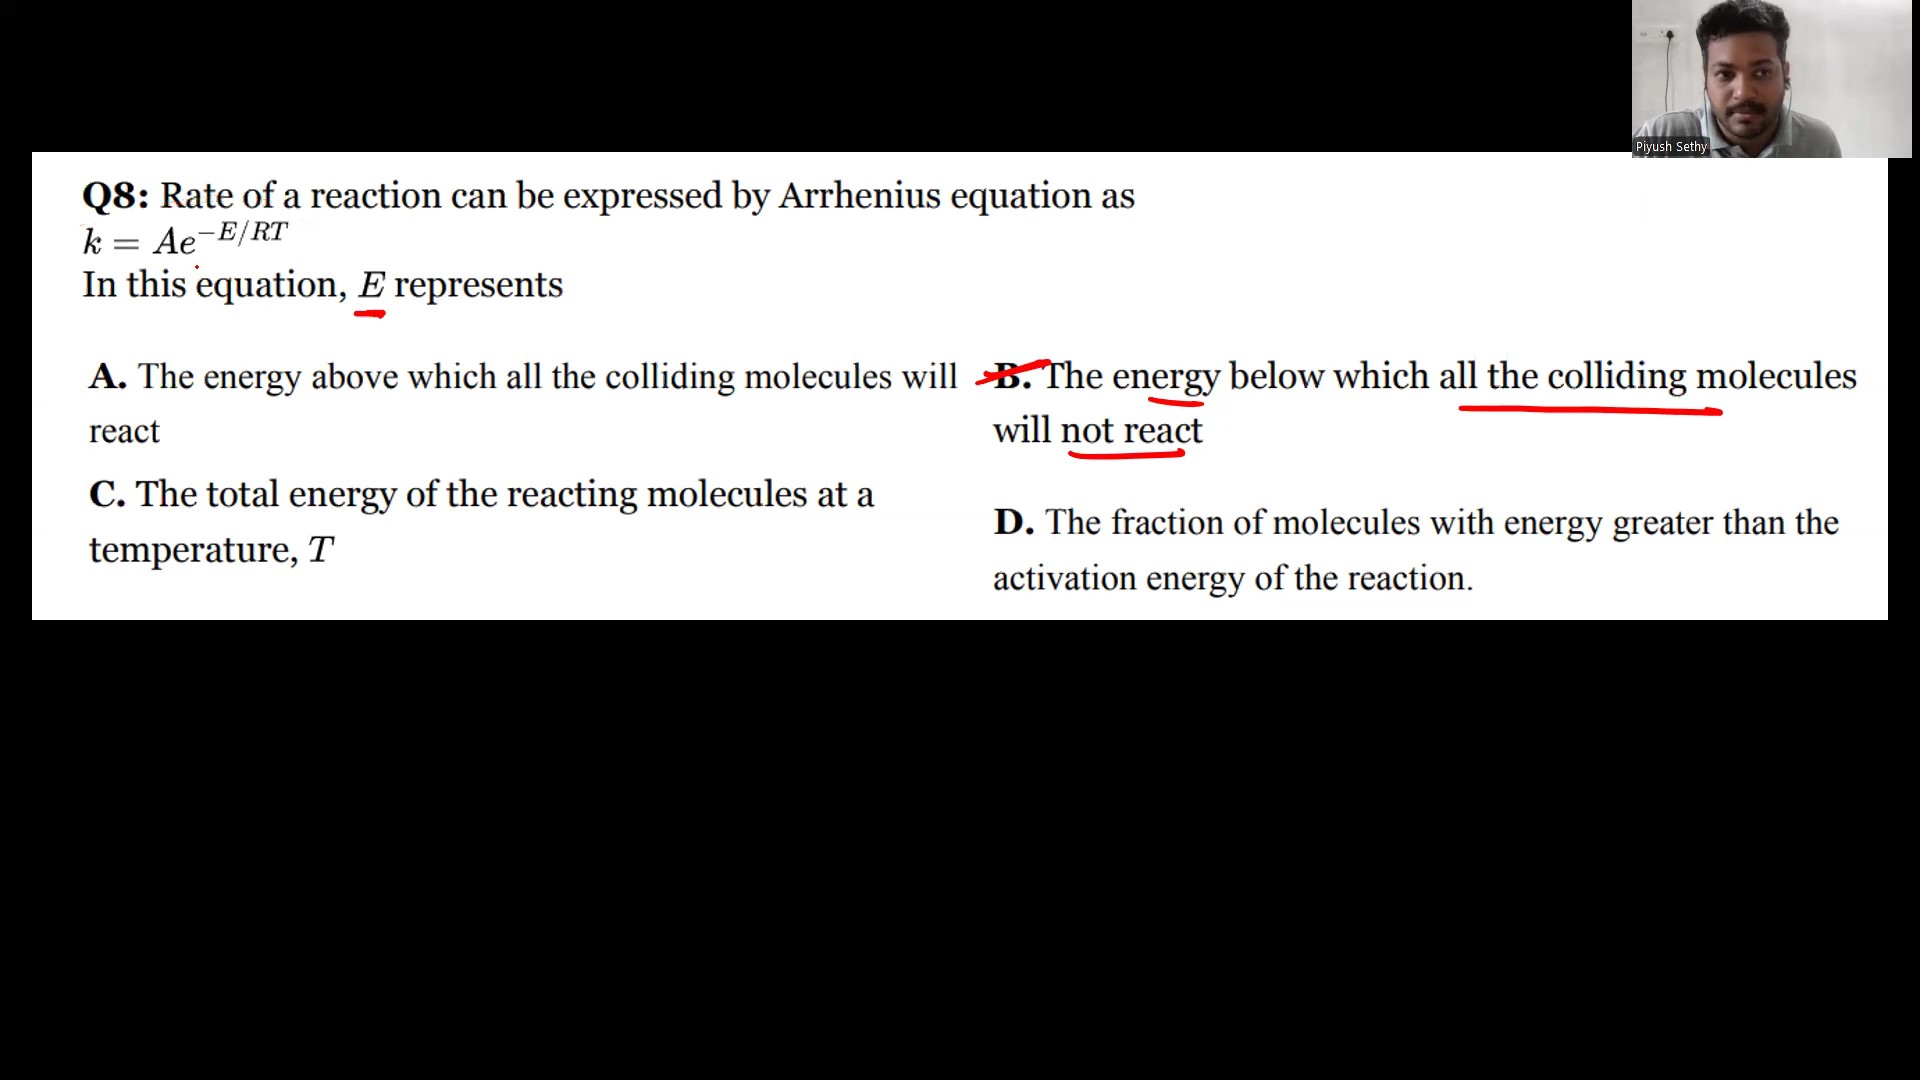 Piyush Sethy
Q8: Rate of a reaction can be expressed by Arrhenius equation as
k = Ae^{-E/RT}
In this equation, E represents
A. The energy above which all the colliding molecules will
react
B. The energy below which all the colliding molecules
will not react
C. The total energy of the reacting molecules at a
temperature, T
D. The fraction of molecules with energy greater than the
activation energy of the reaction.